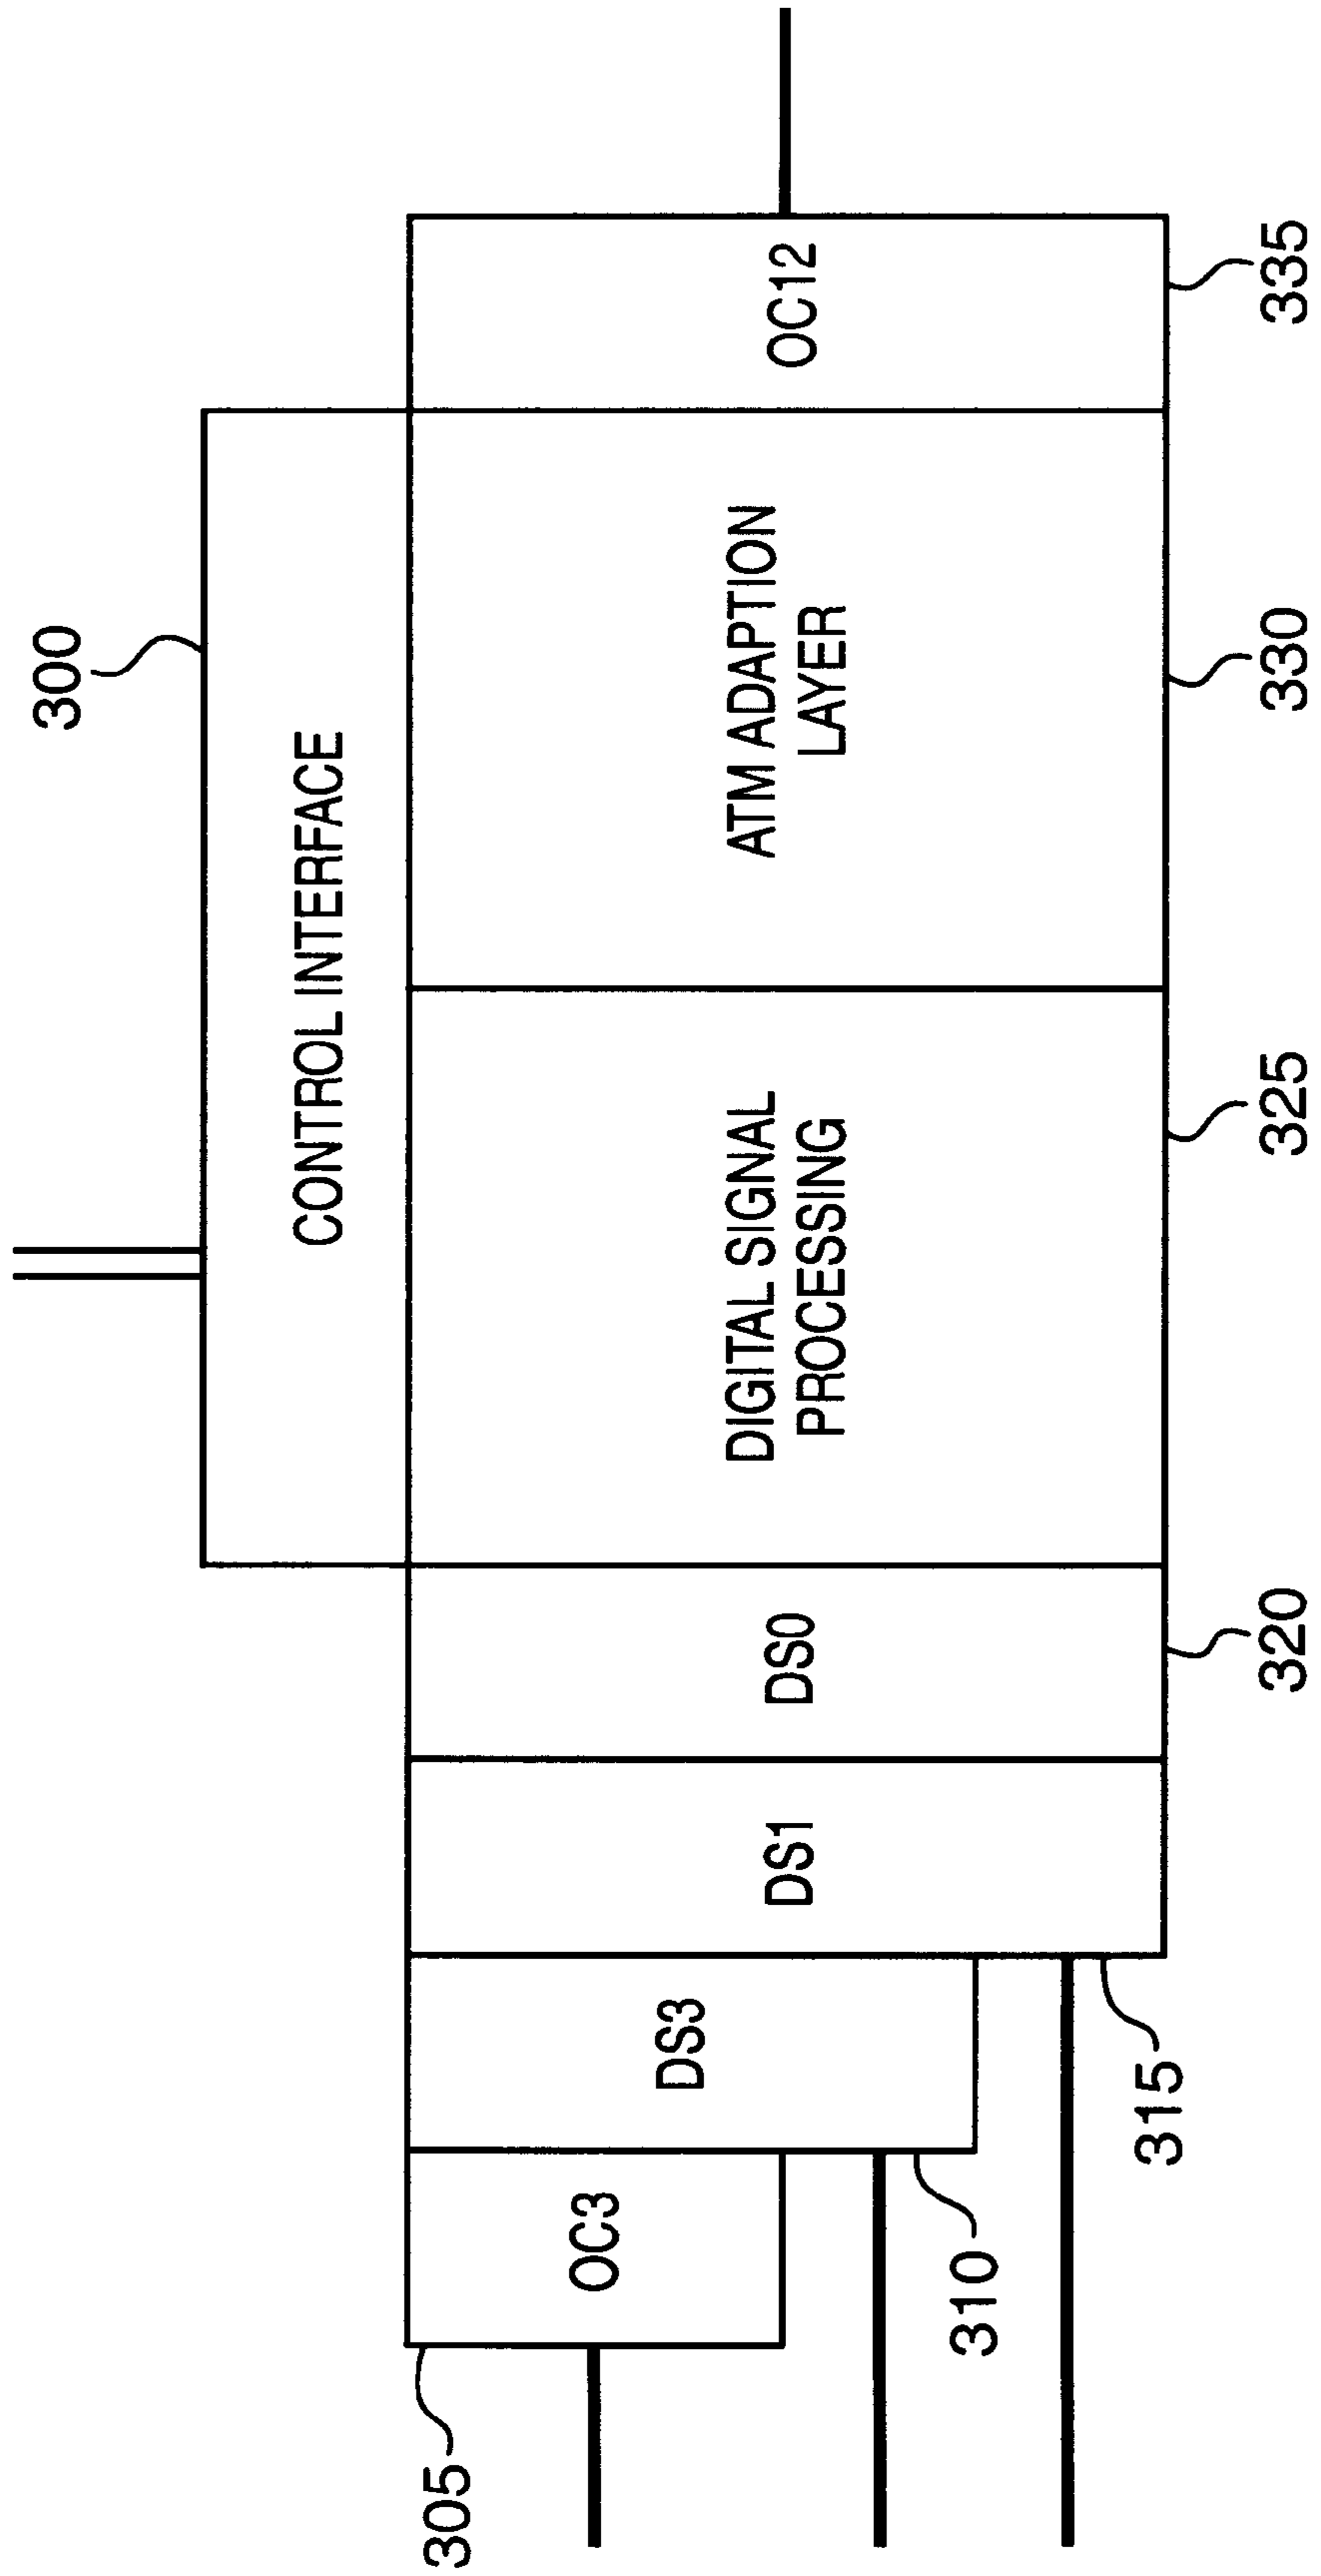 300
CONTROL INTERFACE
305
OC3
310
DS3
315
DS1
DS0
320
DIGITAL SIGNAL
PROCESSING
325
ATM ADAPTION
LAYER
330
OC12
335